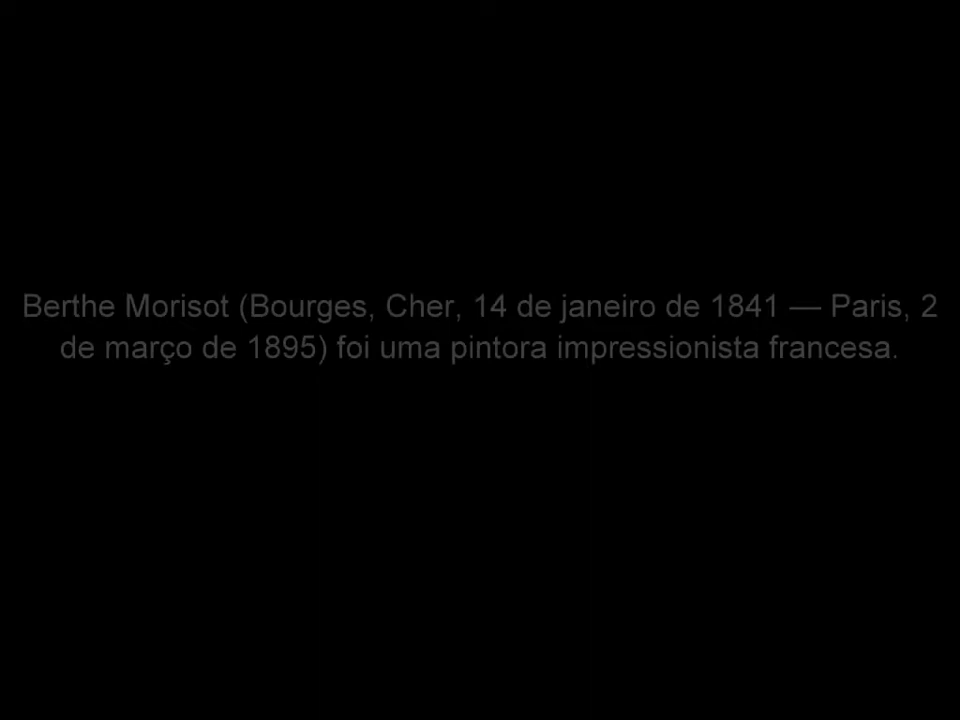 Berthe Morisot (Bourges, Cher, 14 de janeiro de 1841 — Paris, 2
de março de 1895) foi uma pintora impressionista francesa.